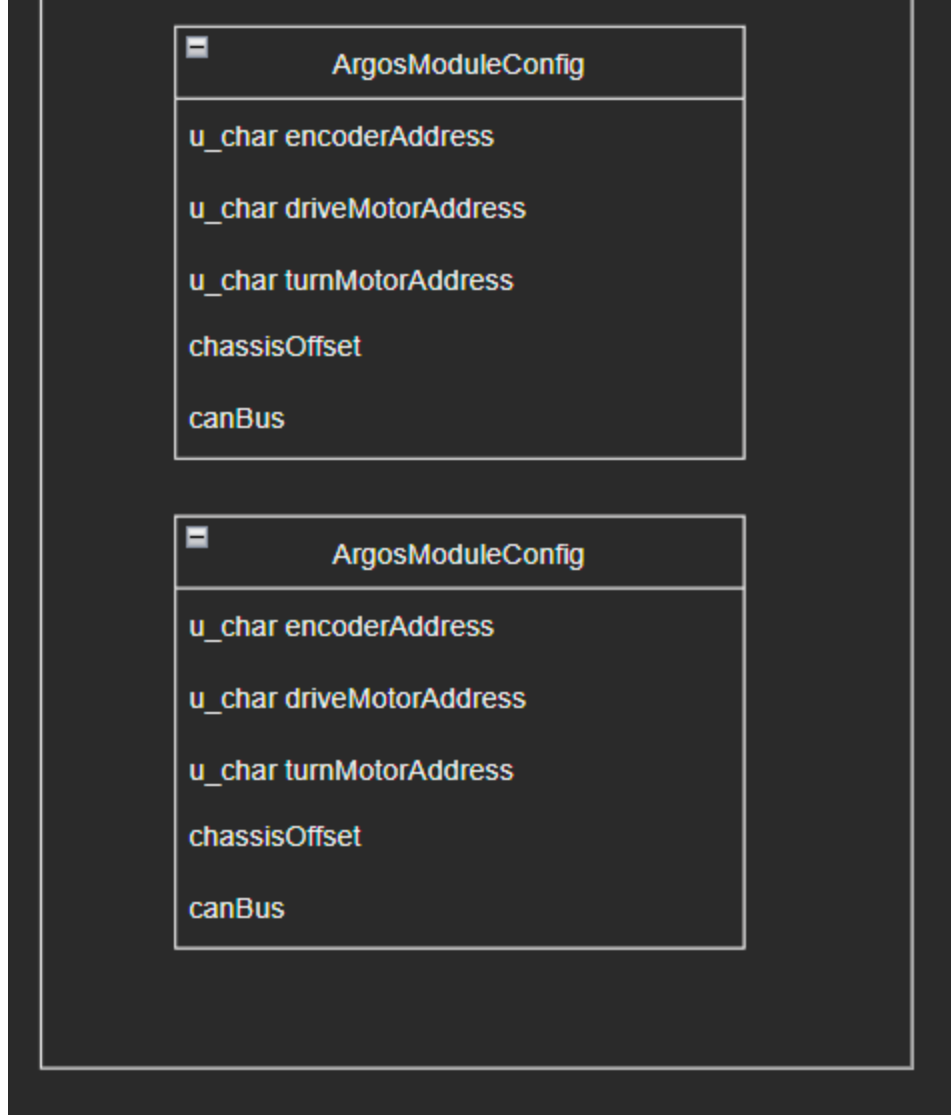 ArgosModuleConfig
u_char encoderAddress
u_char driveMotorAddress
u_char turnMotorAddress
chassisOffset
canBus
ArgosModuleConfig
u_char encoderAddress
u_char driveMotorAddress
u_char turnMotorAddress
chassisOffset
canBus